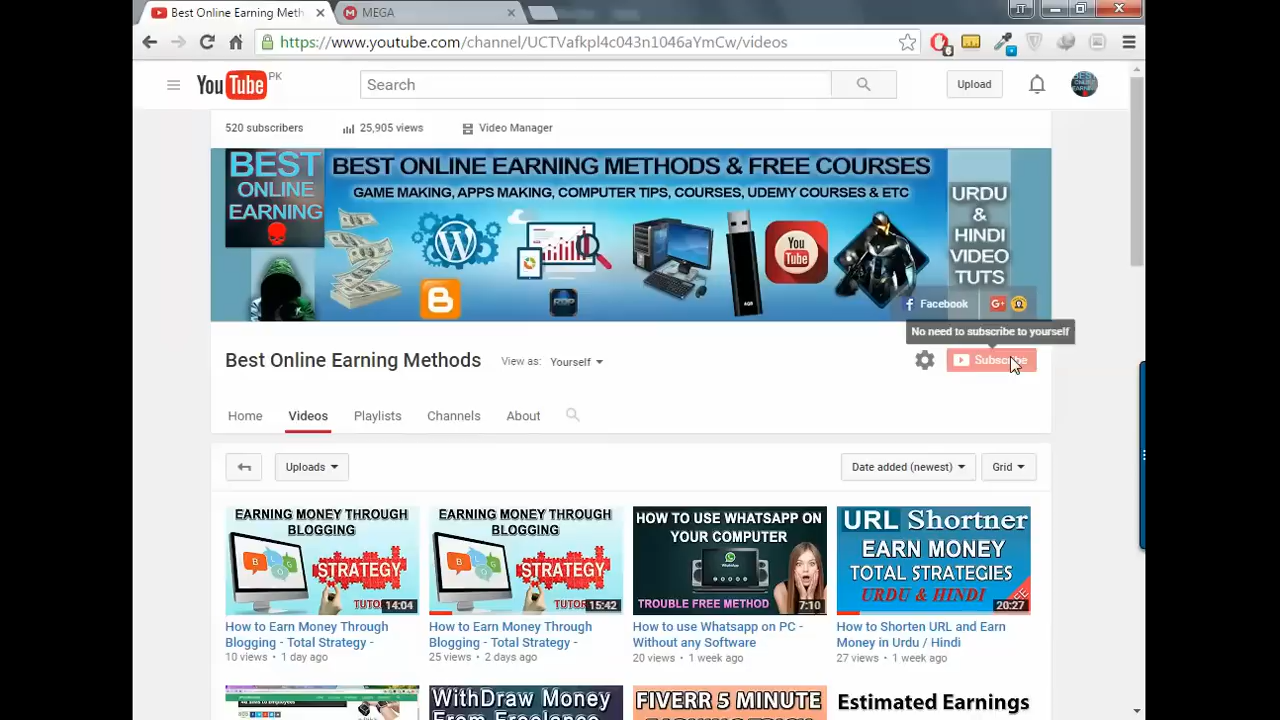 Best Online Earning Meth
MEGA
https://www.youtube.com/channel/UCTVafkpl4c043n1046aYmCw/videos
YouTube PK
Search
Upload
520 subscribers
25,905 views
Video Manager
BEST
ONLINE
EARNING
BEST ONLINE EARNING METHODS & FREE COURSES
GAME MAKING, APPS MAKING, COMPUTER TIPS, COURSES, UDEMY COURSES & ETC
RDP
4GB
You
Tube
URDU
&
HINDI
VIDEO
TUTS
Facebook
G+
No need to subscribe to yourself
Best Online Earning Methods
View as: Yourself
Subscribe
Home
Videos
Playlists
Channels
About
Uploads
Date added (newest)
Grid
EARNING MONEY THROUGH
BLOGGING
B
STRATEGY
14:04
How to Earn Money Through
Blogging - Total Strategy -
10 views • 1 day ago
EARNING MONEY THROUGH
BLOGGING
B
STRATEGY
15:42
How to Earn Money Through
Blogging - Total Strategy -
25 views • 2 days ago
HOW TO USE WHATSAPP ON
YOUR COMPUTER
TROUBLE FREE METHOD
7:10
How to use Whatsapp on PC -
Without any Software
20 views • 1 week ago
URL Shortner
EARN MONEY
TOTAL STRATEGIES
URDU & HINDI
20:27
How to Shorten URL and Earn
Money in Urdu / Hindi
27 views • 1 week ago
WithDraw Money
From Freelance
FIVERR 5 MINUTE
Estimated Earnings